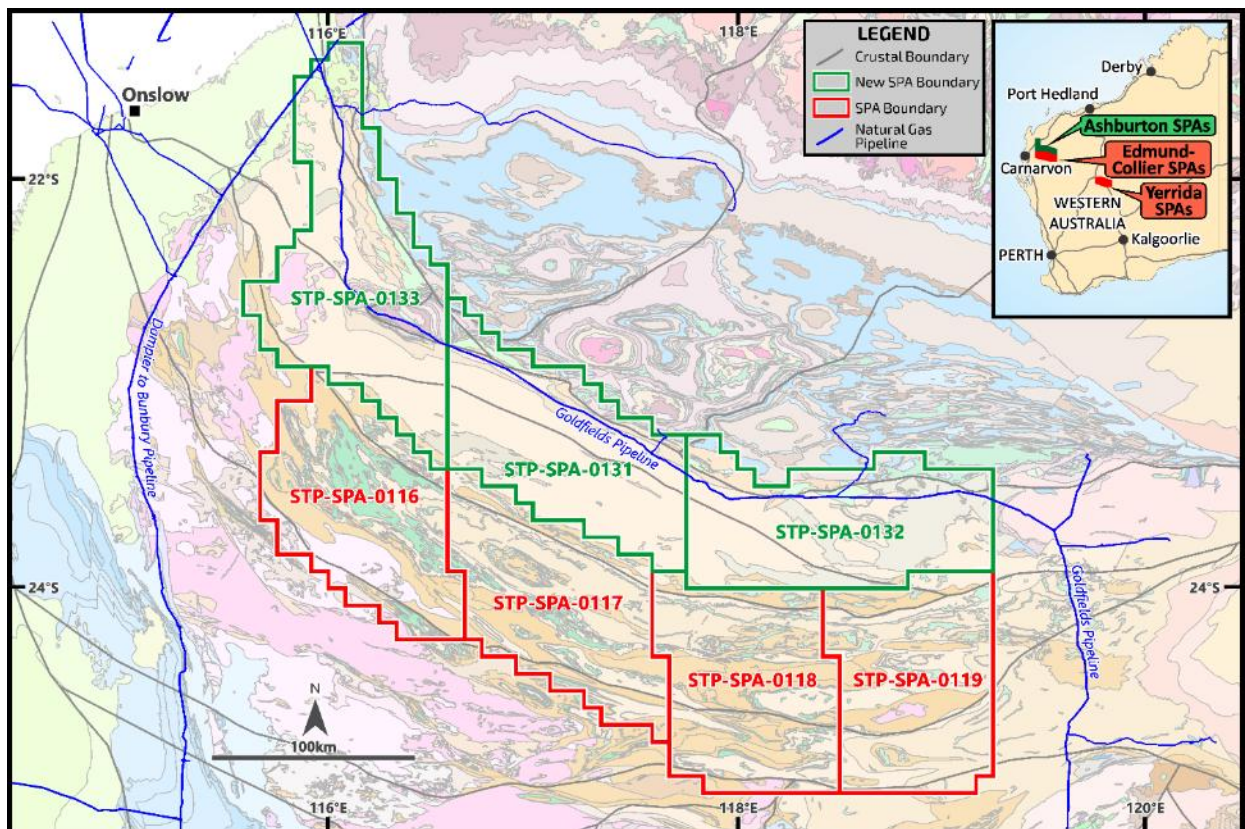 116°E
118°E
Onslow
22°S
LEGEND
Crustal Boundary
New SPA Boundary
SPA Boundary
Natural Gas
Pipeline
Derby
Port Hedland
Ashburton SPAs
Edmund-
Collier SPAs
Carnarvon
Yerrida
SPAs
WESTERN
AUSTRALIA
Kalgoorlie
PERTH
STP-SPA-0133
Dampier to Bunbury Pipeline
Goldfields Pipeline
STP-SPA-0131
STP-SPA-0116
STP-SPA-0132
24°S
24°S
STP-SPA-0117
Goldfields Pipeline
STP-SPA-0118
STP-SPA-0119
N
100km
116°E
118°E
120°E